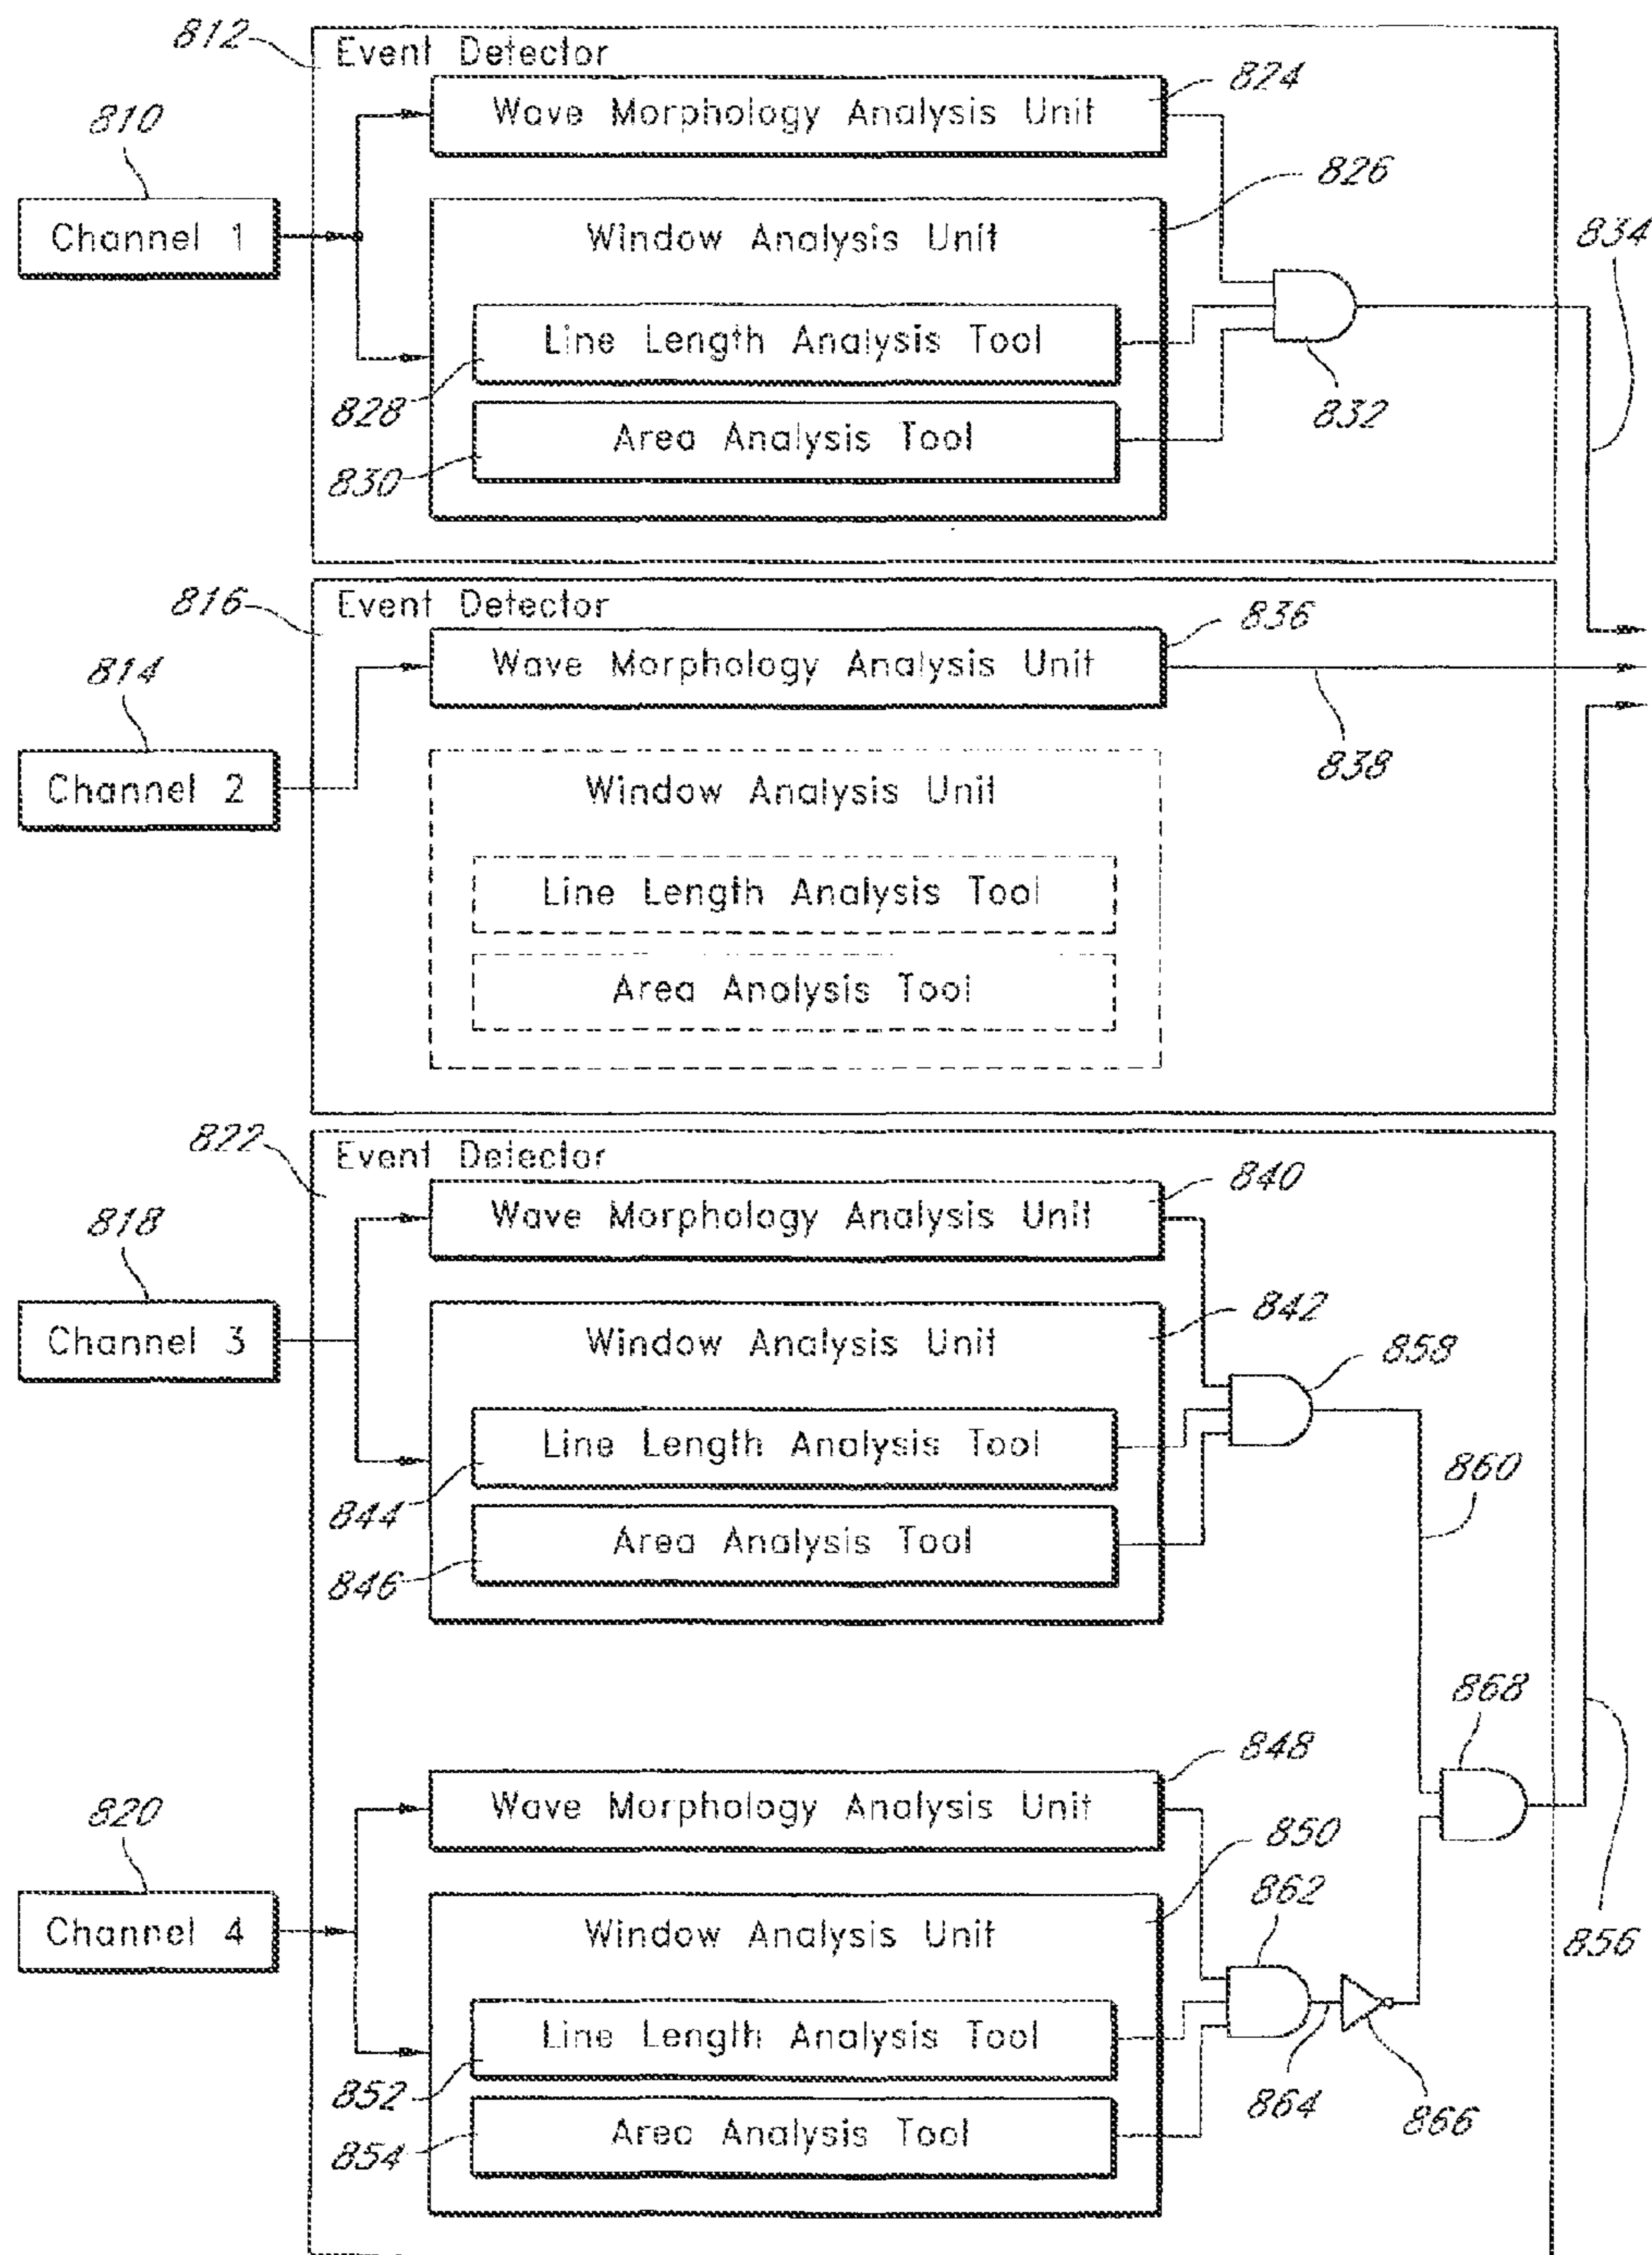 812
Event Detector
824
Wave Morphology Analysis Unit
810
826
Channel 1
Window Analysis Unit
834
Line Length Analysis Tool
828
832
Area Analysis Tool
830
816
Event Detector
836
Wave Morphology Analysis Unit
814
838
Channel 2
Window Analysis Unit
Line Length Analysis Tool
Area Analysis Tool
822
Event Detector
840
Wave Morphology Analysis Unit
818
842
Channel 3
Window Analysis Unit
858
Line Length Analysis Tool
860
844
Area Analysis Tool
846
868
848
Wave Morphology Analysis Unit
820
850
862
Channel 4
Window Analysis Unit
856
Line Length Analysis Tool
852
864
866
Area Analysis Tool
854